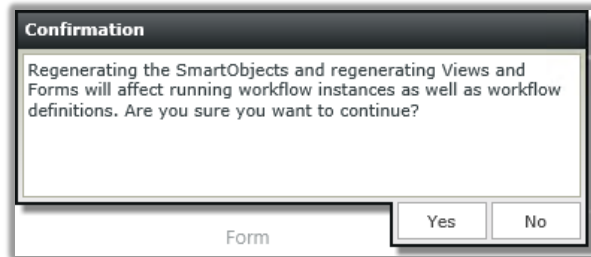 Confirmation
Regenerating the SmartObjects and regenerating Views and
Forms will affect running workflow instances as well as workflow
definitions. Are you sure you want to continue?
Yes No
Form